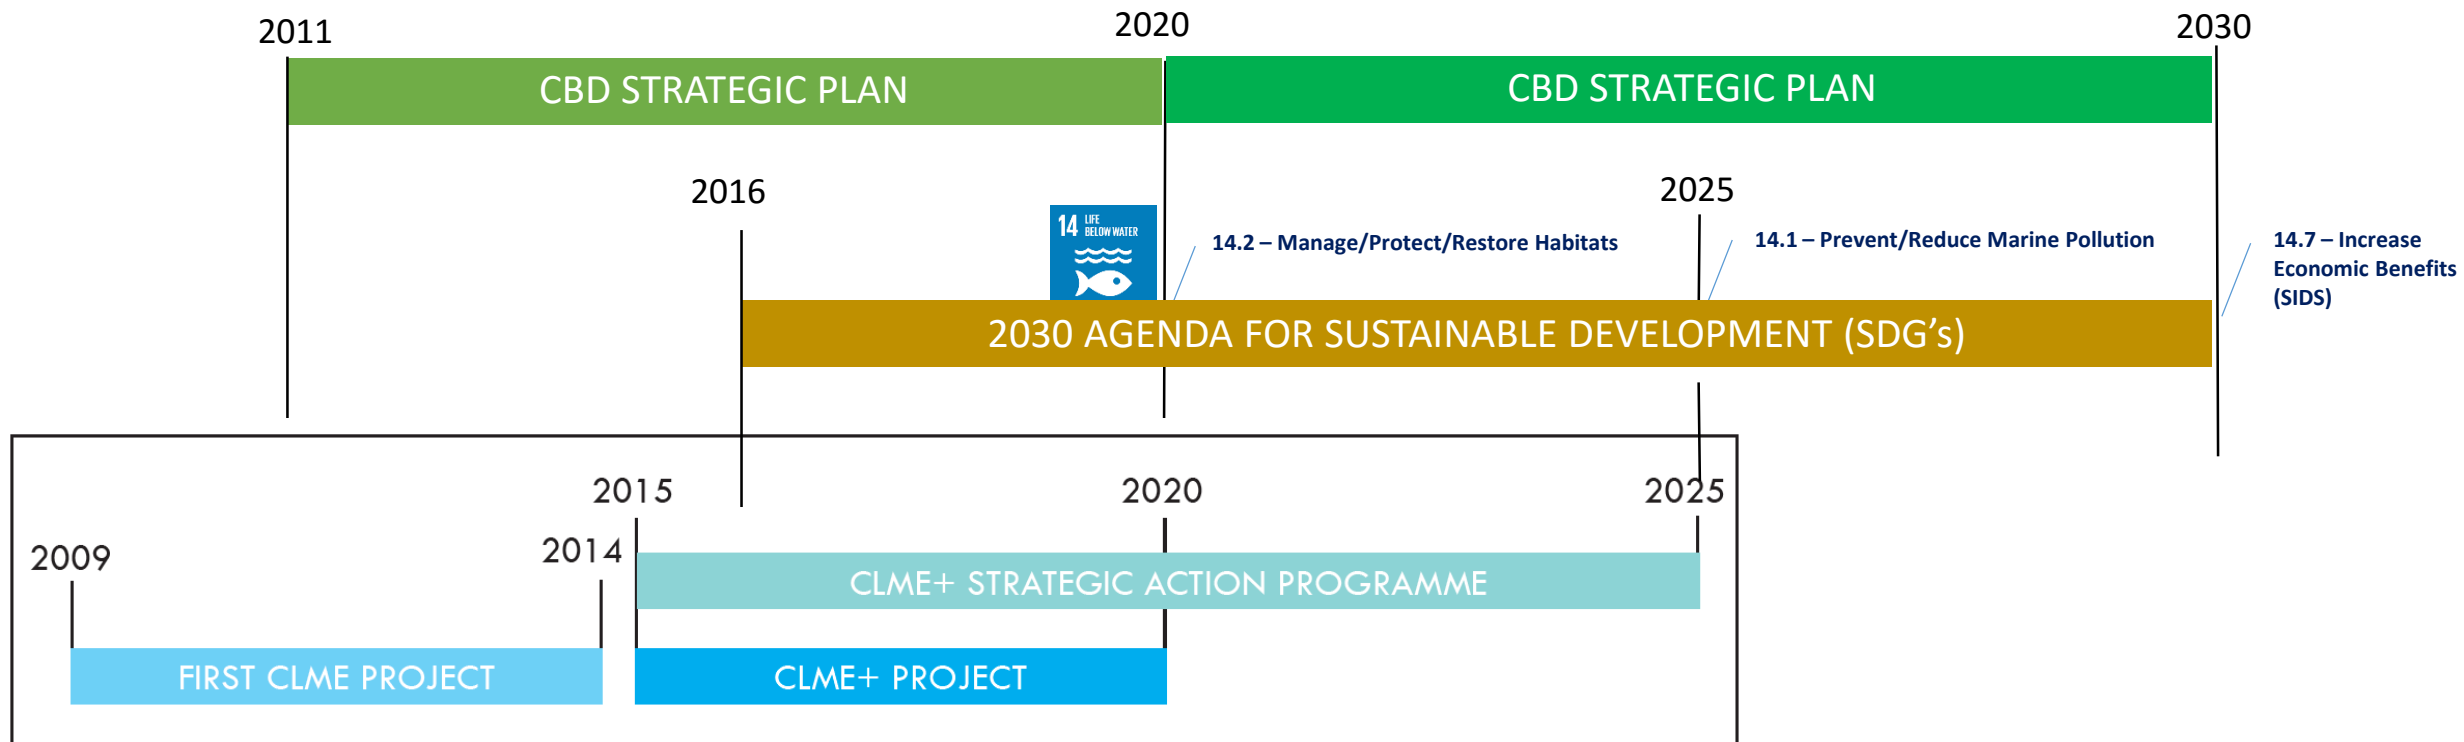 2011
2020
2030
CBD STRATEGIC PLAN
CBD STRATEGIC PLAN
2016
2025
14 LIFE
BELOW WATER
14.2 – Manage/Protect/Restore Habitats
14.1 – Prevent/Reduce Marine Pollution
14.7 – Increase
Economic Benefits
(SIDS)
2030 AGENDA FOR SUSTAINABLE DEVELOPMENT (SDG's)
2015
2020
2025
2009
2014
CLME+ STRATEGIC ACTION PROGRAMME
FIRST CLME PROJECT
CLME+ PROJECT